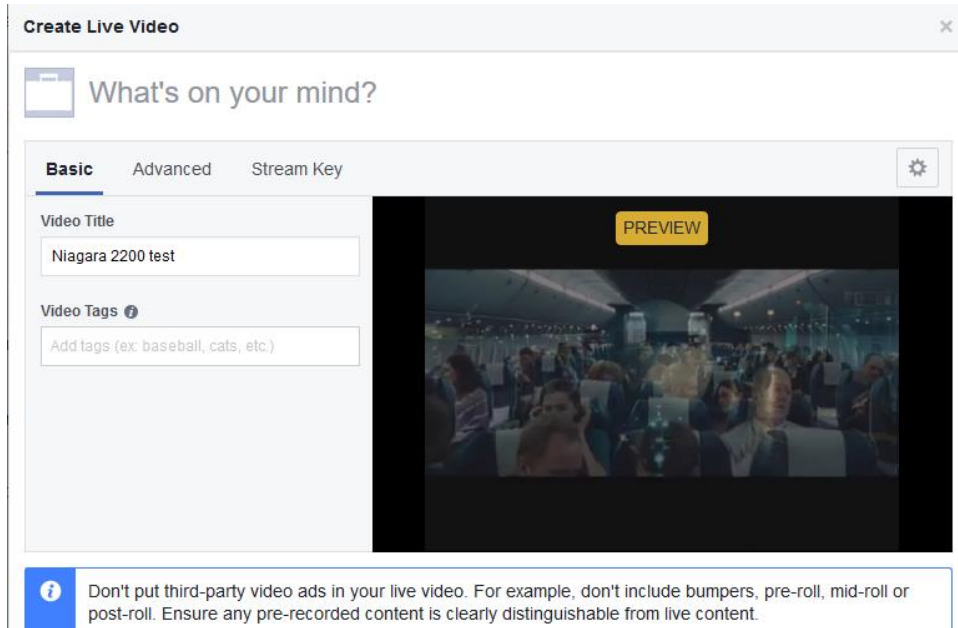 Create Live Video
What's on your mind?
Basic Advanced Stream Key
Video Title
PREVIEW
Niagara 2200 test
Video Tags
Add tags (ex: baseball, cats, etc.)
Don't put third-party video ads in your live video. For example, don't include bumpers, pre-roll, mid-roll or
post-roll. Ensure any pre-recorded content is clearly distinguishable from live content.